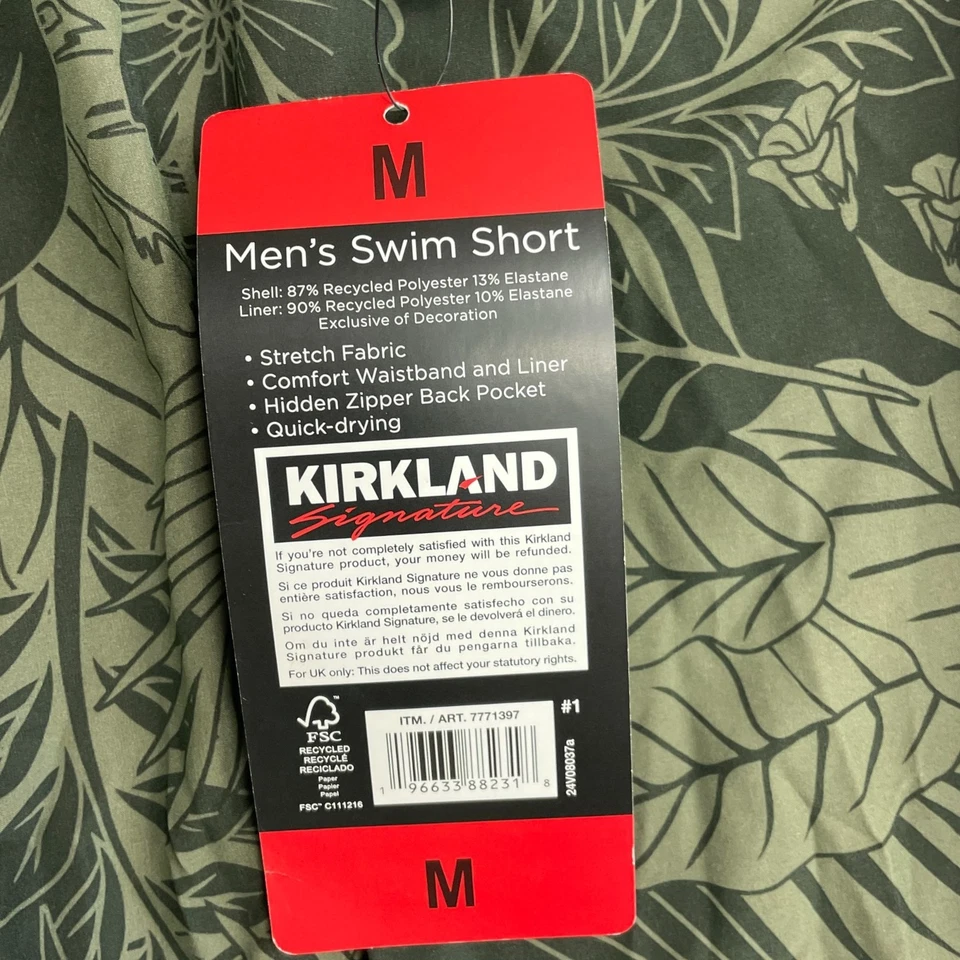 M
Men's Swim Short
Shell: 87% Recycled Polyester 13% Elastane
Liner: 90% Recycled Polyester 10% Elastane
Exclusive of Decoration
• Stretch Fabric
• Comfort Waistband and Liner
• Hidden Zipper Back Pocket
• Quick-drying
KIRKLAND
Signature
If you're not completely satisfied with this Kirkland
Signature product, your money will be refunded.
Si ce produit Kirkland Signature ne vous donne pas
entière satisfaction, nous vous le rembourserons.
Si no queda completamente satisfecho con su
producto Kirkland Signature, se le devolverá el dinero.
Om du inte är helt nöjd med denna Kirkland
Signature produkt får du pengarna tillbaka.
For UK only: This does not affect your statutory rights.
FSC™
RECYCLED
RECYCLÉ
RECICLADO
Paper
Papier
Papel
FSC™ C111216
ITM. / ART. 7771397
1 96633 88231 8
#1
24V08037a
M